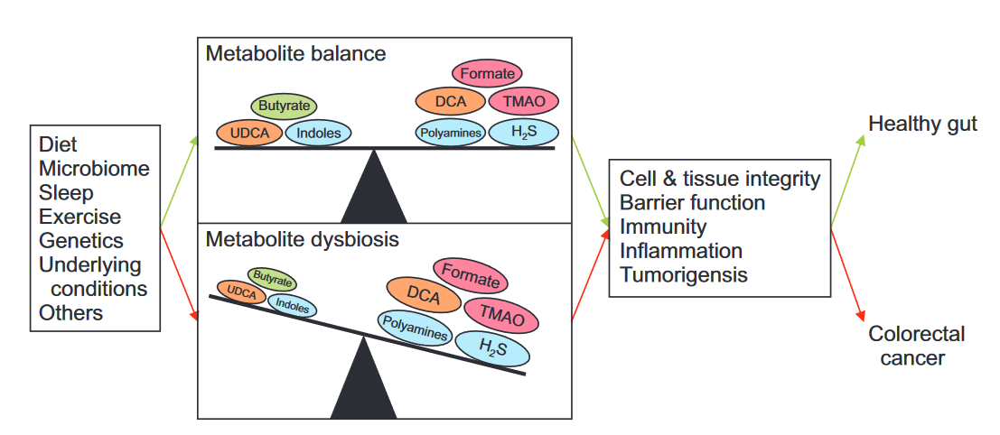 Diet
Microbiome
Sleep
Exercise
Genetics
Underlying
conditions
Others
Metabolite balance
Butyrate
UDCA
Indoles
Formate
DCA
TMAO
Polyamines
H₂S
Metabolite dysbiosis
Butyrate
UDCA
Indoles
Formate
DCA
TMAO
Polyamines
H₂S
Cell & tissue integrity
Barrier function
Immunity
Inflammation
Tumorigensis
Healthy gut
Colorectal
cancer